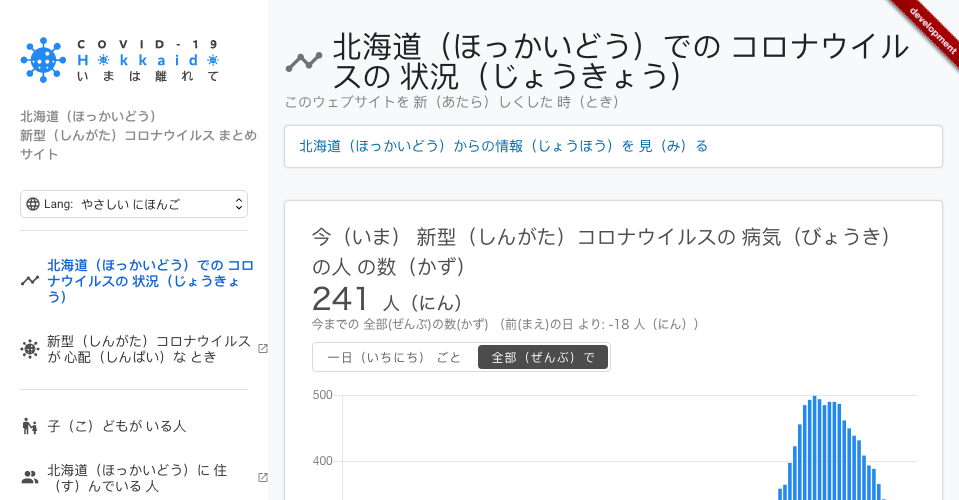 COVID-19
Hokkaido
いまは離れて
北海道（ほっかいどう）
新型（しんがた）コロナウイルス まとめ
サイト
Lang: やさしい にほんご
北海道（ほっかいどう）での コロ
ナウイルスの 状況（じょうきょ
う）
新型（しんがた）コロナウイルス
が 心配（しんぱい）な とき
子（こ）どもが いる人
北海道（ほっかいどう）に 住
（す）んでいる 人
development
北海道（ほっかいどう）での コロナウイル
スの 状況（じょうきょう）
このウェブサイトを 新（あたら）しくした 時（とき）
北海道（ほっかいどう）からの情報（じょうほう）を 見（み）る
今（いま） 新型（しんがた）コロナウイルスの 病気（びょうき）
の人 の数（かず）
241 人（にん）
今までの 全部(ぜんぶ)の数(かず) （前(まえ)の日 より: -18 人（にん））
一日（いちにち） ごと
全部（ぜんぶ）で
500
400